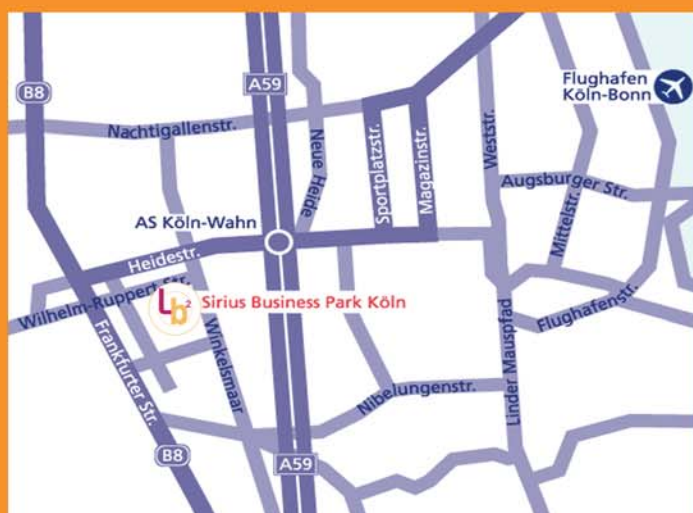 B8
A59
Flughafen
Köln-Bonn
Nachtigallenstr.
Neue Heide
Sportplatzstr.
Magazinstr.
Weststr.
Augsburger Str.
Mittelstr.
AS Köln-Wahn
Heidestr.
Wilhelm-Ruppert Str.
Lb²
Sirius Business Park Köln
Flughafenstr.
Frankfurter Str.
Winkelsmaar
Linder Mauspfad
Nibelungenstr.
B8
A59